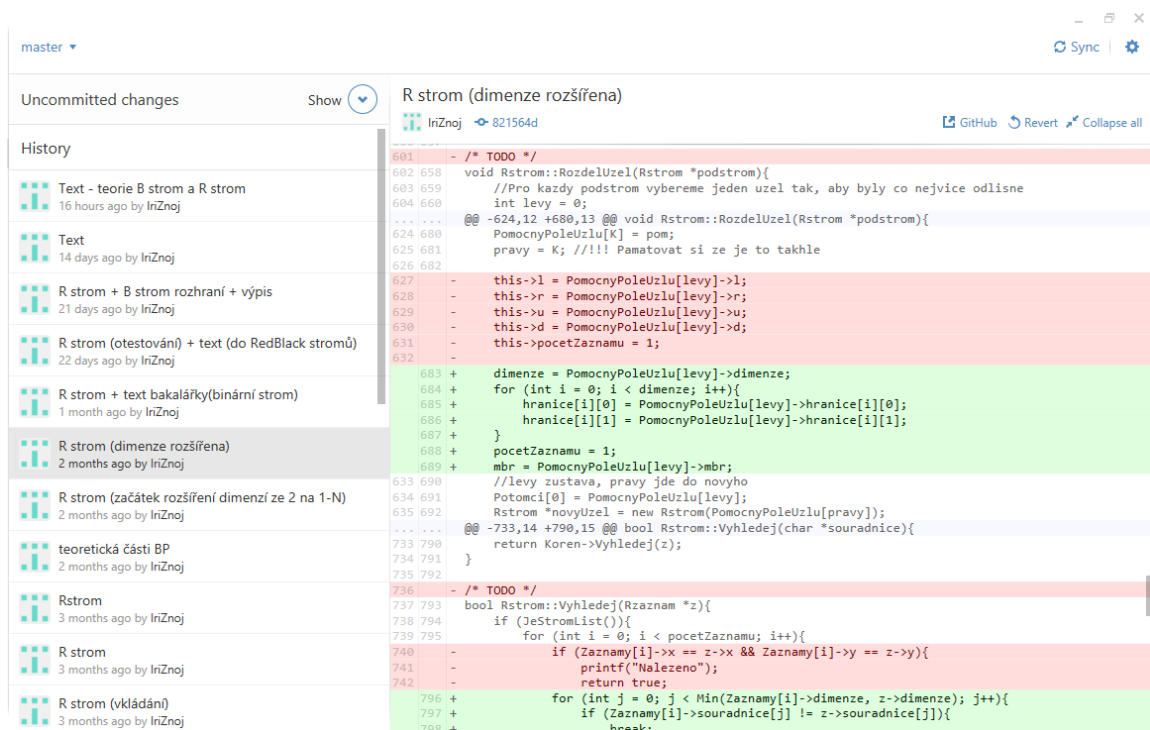 master
Sync
Uncommitted changes
Show
History
Text - teorie B strom a R strom
16 hours ago by IriZnoj
Text
14 days ago by IriZnoj
R strom + B strom rozhraní + výpis
21 days ago by IriZnoj
R strom (otestování) + text (do RedBlack stromů)
22 days ago by IriZnoj
R strom + text bakalářky(binární strom)
1 month ago by IriZnoj
R strom (dimenze rozšířena)
2 months ago by IriZnoj
R strom (začátek rozšíření dimenzí ze 2 na 1-N)
2 months ago by IriZnoj
teoretická části BP
2 months ago by IriZnoj
Rstrom
3 months ago by IriZnoj
R strom
3 months ago by IriZnoj
R strom (vkládání)
3 months ago by IriZnoj
R strom (dimenze rozšířena)
IriZnoj 821564d
GitHub Revert Collapse all
601 - /* TODO */
602 658 void Rstrom::RozdelUzel(Rstrom *podstrom){
603 659 //Pro kazdy podstrom vybereme jeden uzel tak, aby byly co nejvice odlisne
604 660 int levy = 0;
... ... @@ -624,12 +680,13 @@ void Rstrom::RozdelUzel(Rstrom *podstrom){
624 680 PomocnyPoleUzlu[K] = pom;
625 681 pravy = K; //!!! Pamatovat si ze je to takhle
626 682
627 - this->l = PomocnyPoleUzlu[levy]->l;
628 - this->r = PomocnyPoleUzlu[levy]->r;
629 - this->u = PomocnyPoleUzlu[levy]->u;
630 - this->d = PomocnyPoleUzlu[levy]->d;
631 - this->pocetZaznamu = 1;
632 -
683 + dimenze = PomocnyPoleUzlu[levy]->dimenze;
684 + for (int i = 0; i < dimenze; i++){
685 + hranice[i][0] = PomocnyPoleUzlu[levy]->hranice[i][0];
686 + hranice[i][1] = PomocnyPoleUzlu[levy]->hranice[i][1];
687 + }
688 + pocetZaznamu = 1;
689 + mbr = PomocnyPoleUzlu[levy]->mbr;
633 690 //levy zustava, pravy jde do novyho
634 691 Potomci[0] = PomocnyPoleUzlu[levy];
635 692 Rstrom *novyUzel = new Rstrom(PomocnyPoleUzlu[pravy]);
... ... @@ -733,14 +790,15 @@ bool Rstrom::Vyhledej(char *souradnice){
733 790 return Koren->Vyhledej(z);
734 791 }
735 792
736 - /* TODO */
737 793 bool Rstrom::Vyhledej(Rzaznam *z){
738 794 if (JeStromList()){
739 795 for (int i = 0; i < pocetZaznamu; i++){
740 - if (Zaznamy[i]->x == z->x && Zaznamy[i]->y == z->y){
741 - printf("Nalezeno");
742 - return true;
796 + for (int j = 0; j < Min(Zaznamy[i]->dimenze, z->dimenze); j++){
797 + if (Zaznamy[i]->souradnice[j] != z->souradnice[j]){
798 + break;